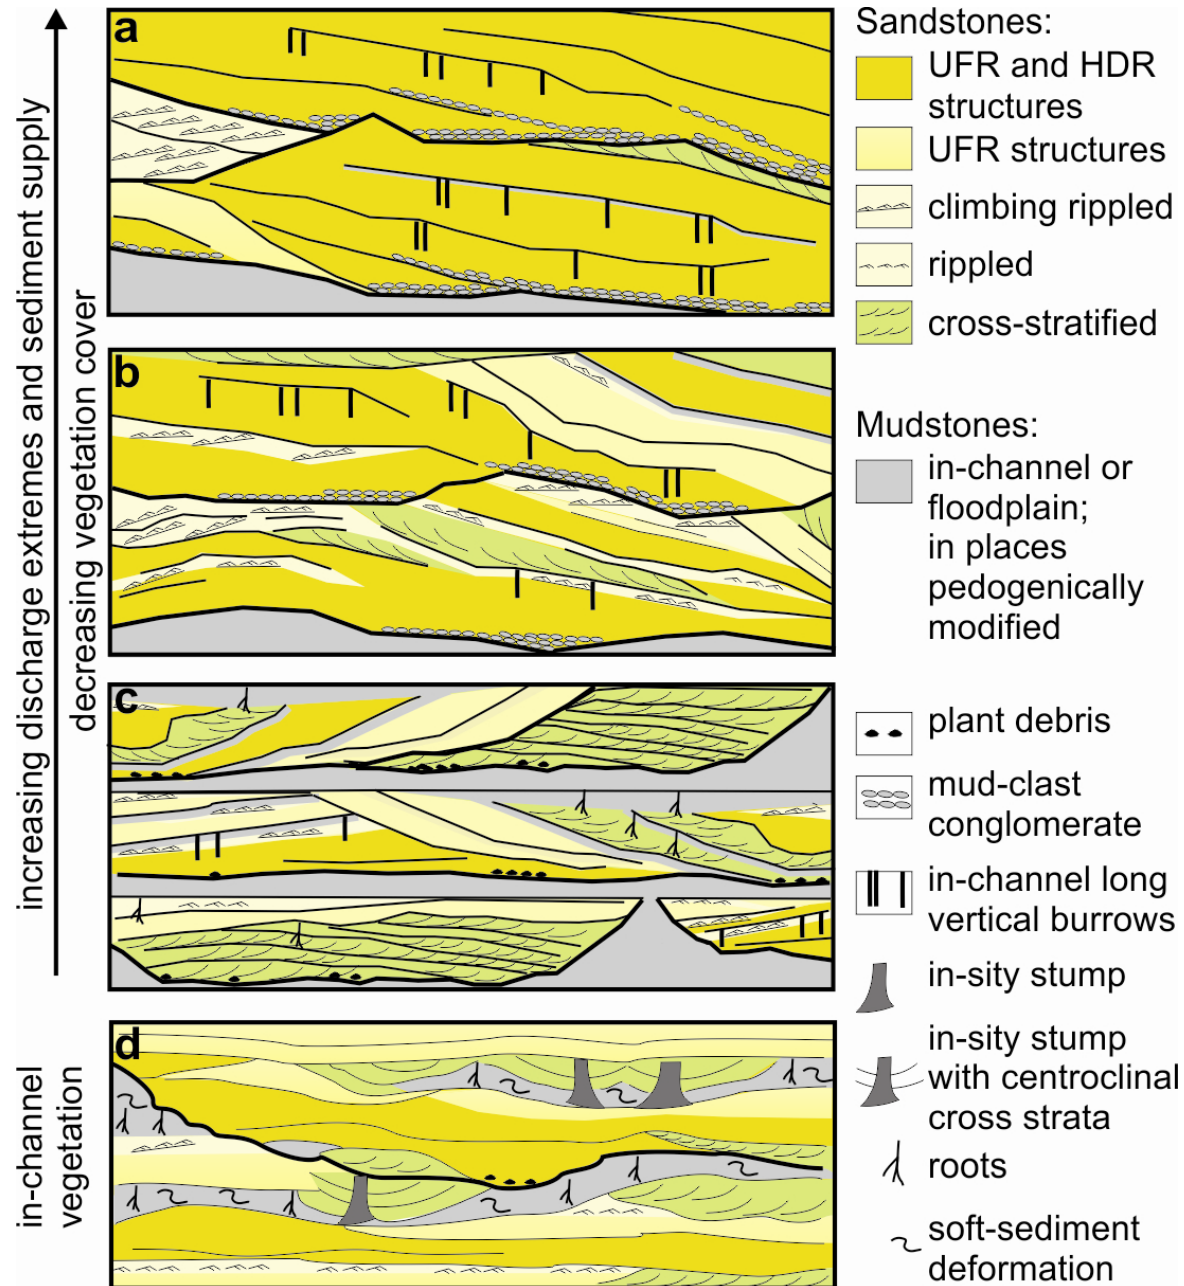 increasing discharge extremes and sediment supply
decreasing vegetation cover
in-channel
vegetation
a
b
c
d
Sandstones:
UFR and HDR
structures
UFR structures
climbing rippled
rippled
cross-stratified
Mudstones:
in-channel or
floodplain;
in places
pedogenically
modified
plant debris
mud-clast
conglomerate
in-channel long
vertical burrows
in-sity stump
in-sity stump
with centroclinal
cross strata
roots
soft-sediment
deformation